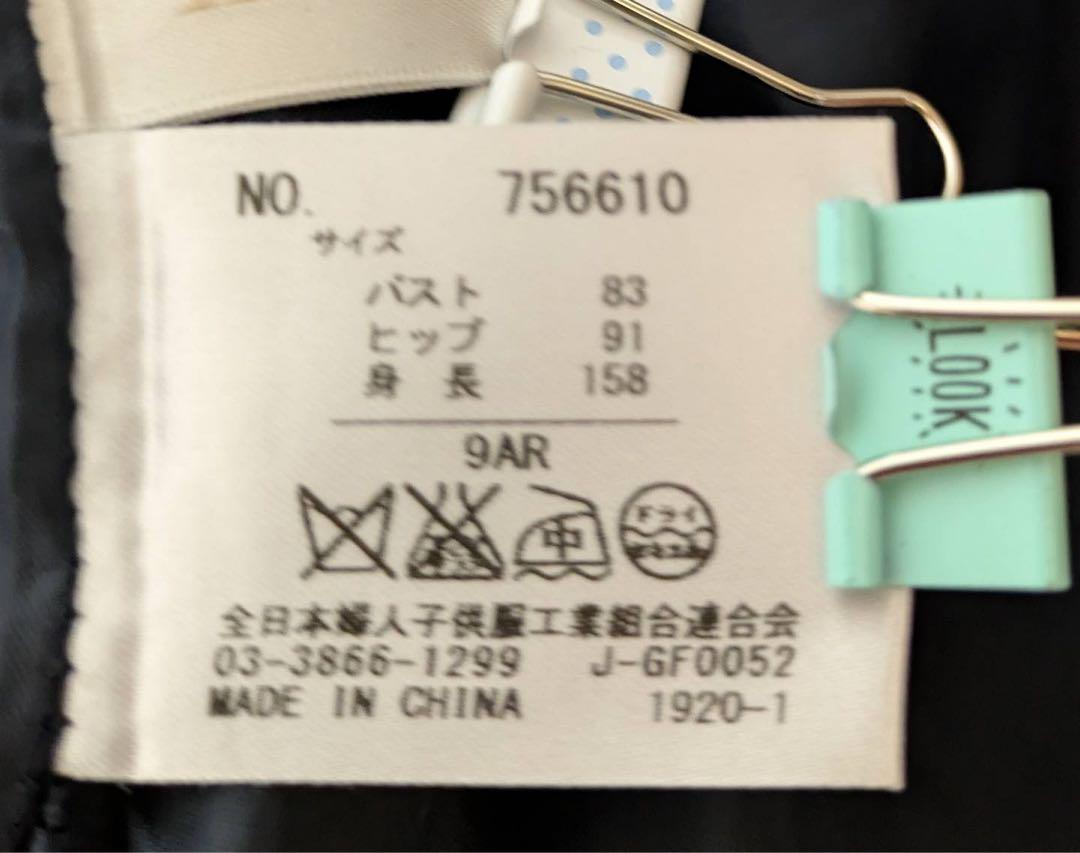 NO. 756610
サイズ
バスト 83
ヒップ 91
身長 158
9AR
中
ドライ
全日本婦人子供服工業組合連合会
03-3866-1299 J-GF0052
MADE IN CHINA 1920-1
LOOK